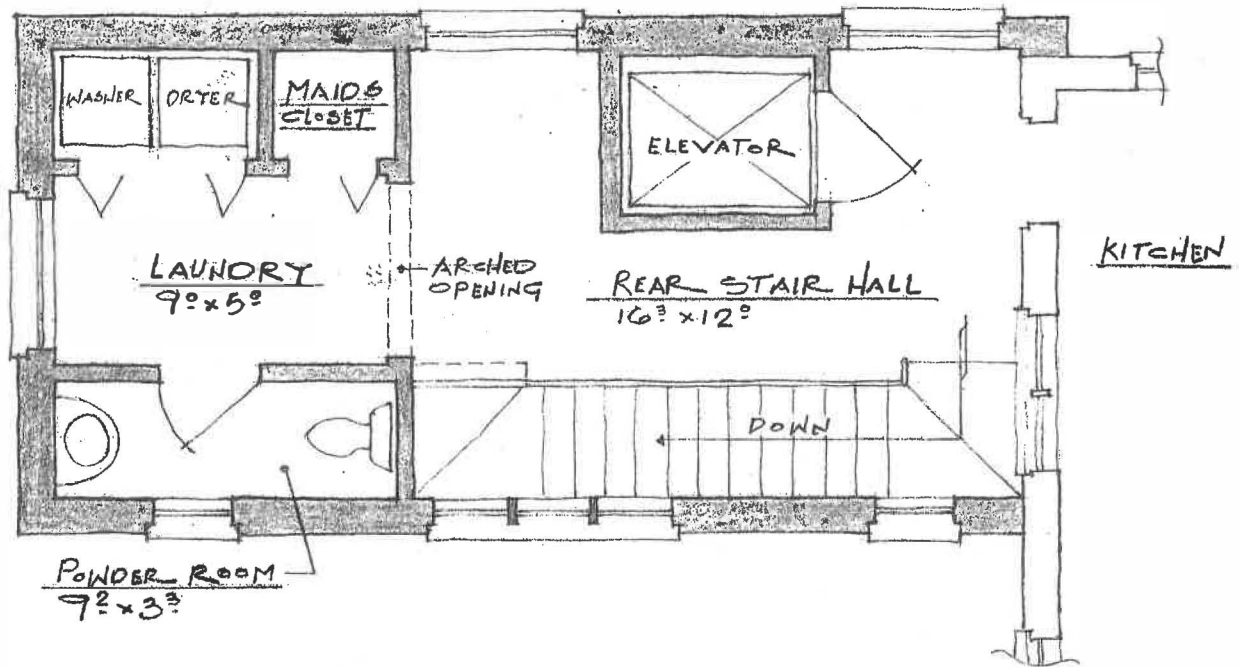 WASHER
DRYER
MAIDS
CLOSET
ELEVATOR
KITCHEN
LAUNDRY
9⁰ x 5⁰
ARCHED
OPENING
REAR STAIR HALL
16³ x 12⁰
DOWN
POWDER ROOM
9² x 3³